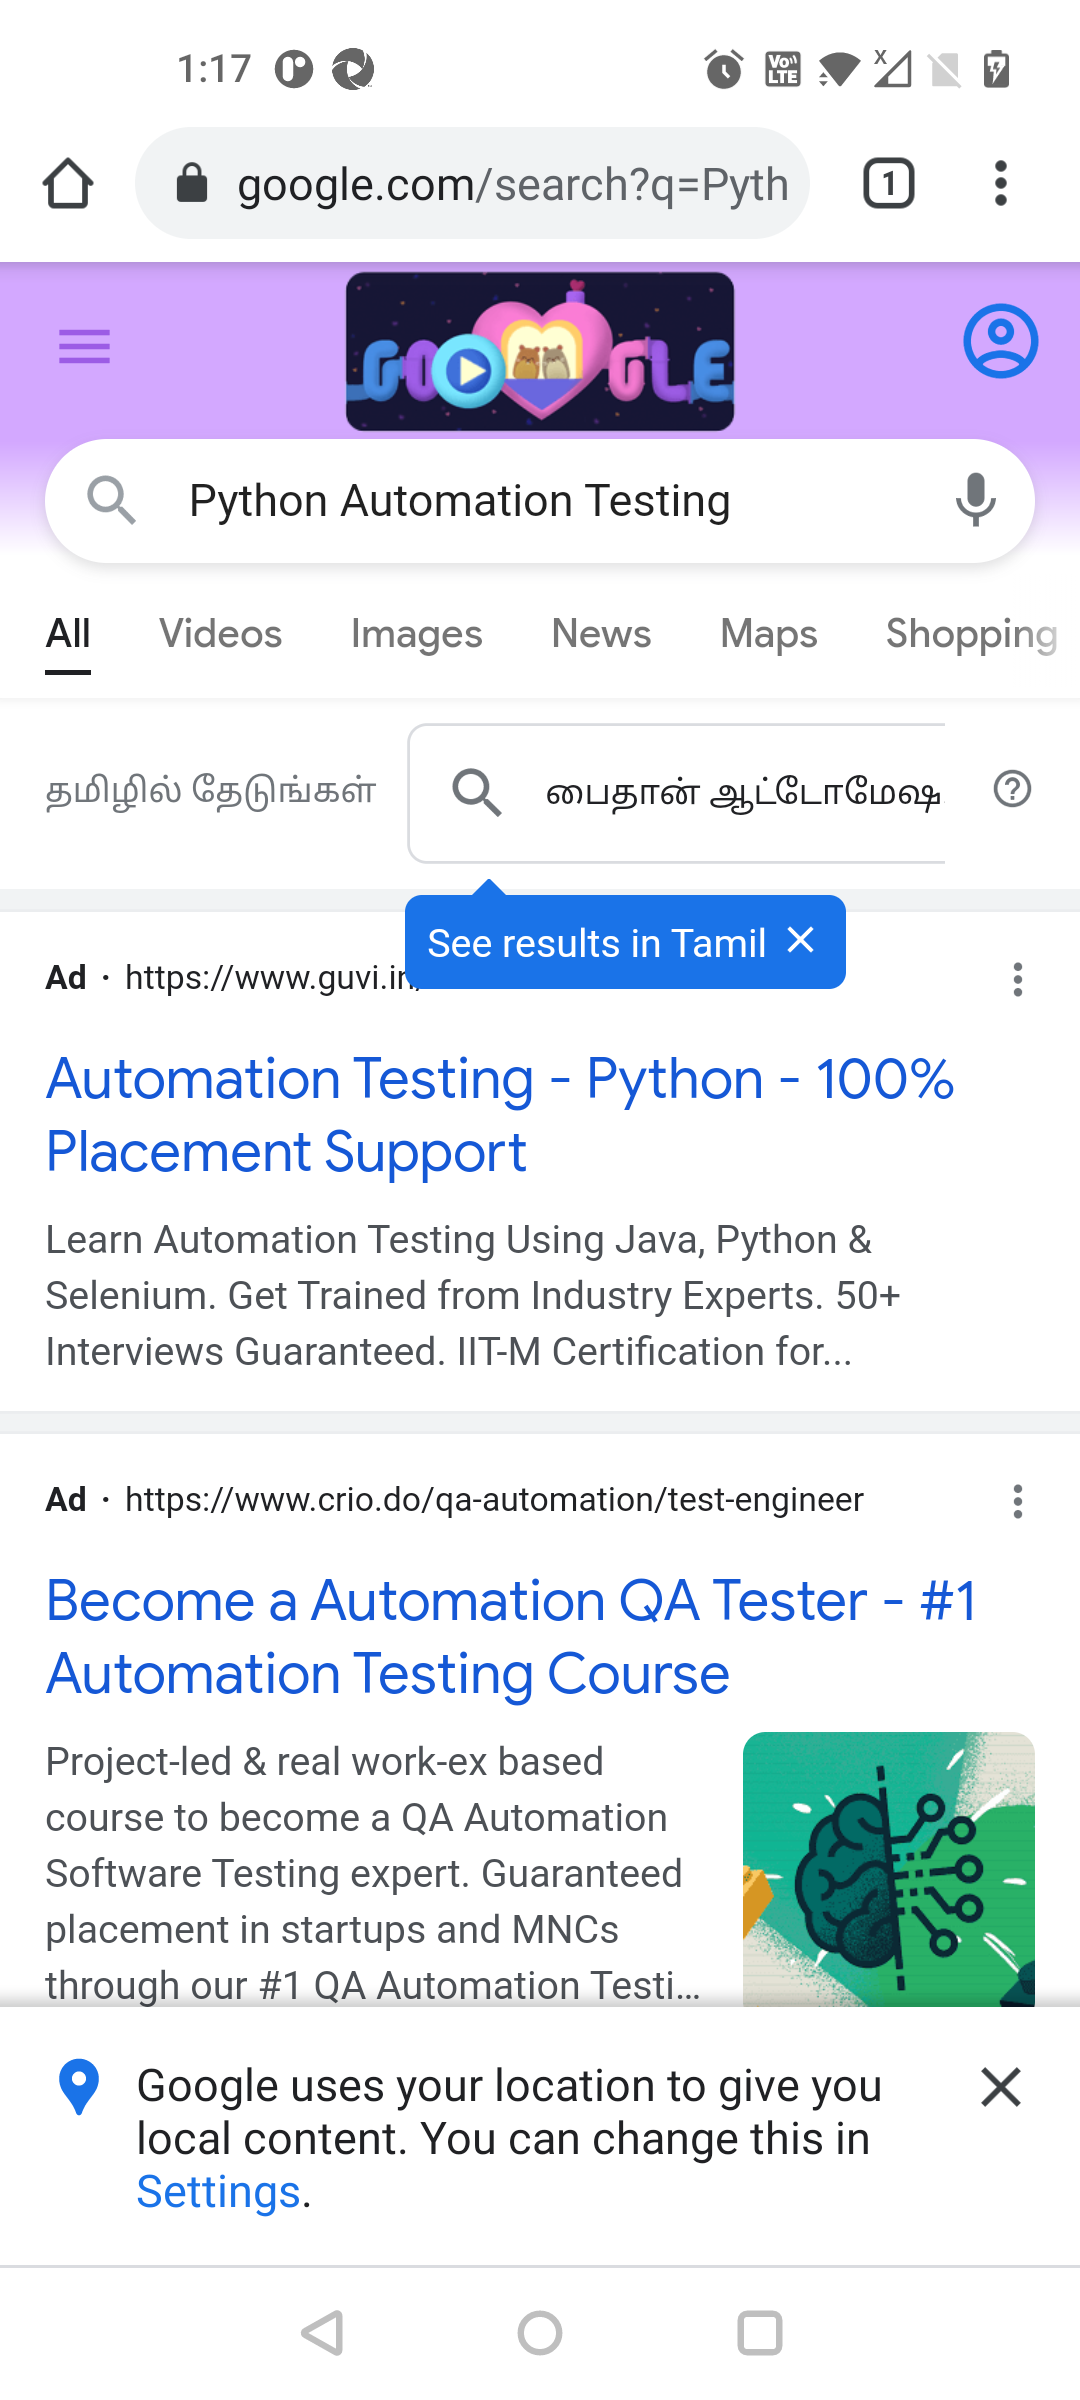 1:17
Vo)) LTE
X
google.com/search?q=Pyth
1
GOOGLE
Python Automation Testing
All Videos Images News Maps Shopping
தமிழில் தேடுங்கள்
பைதான் ஆட்டோமேஷ
See results in Tamil
Ad · https://www.guvi.in/
Automation Testing - Python - 100%
Placement Support
Learn Automation Testing Using Java, Python &
Selenium. Get Trained from Industry Experts. 50+
Interviews Guaranteed. IIT-M Certification for...
Ad · https://www.crio.do/qa-automation/test-engineer
Become a Automation QA Tester - #1
Automation Testing Course
Project-led & real work-ex based
course to become a QA Automation
Software Testing expert. Guaranteed
placement in startups and MNCs
through our #1 QA Automation Testi...
Google uses your location to give you
local content. You can change this in
Settings.